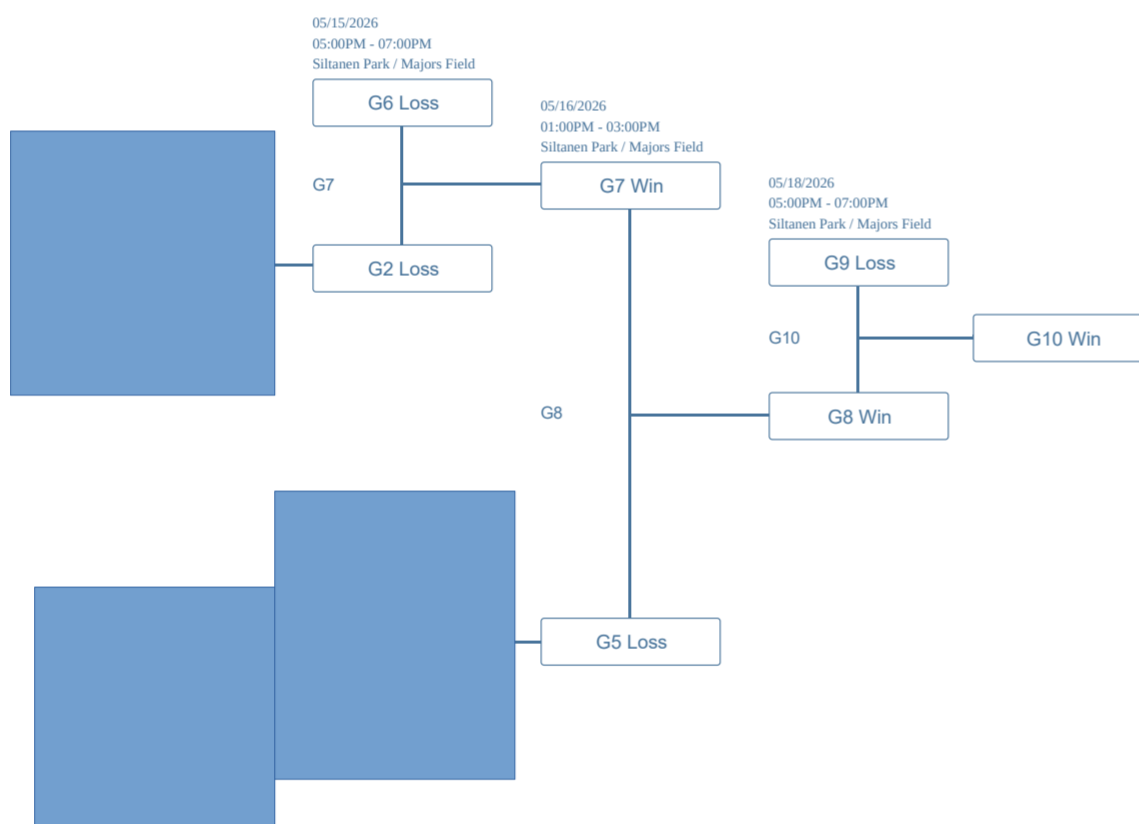 05/15/2026
05:00PM - 07:00PM
Siltanen Park / Majors Field
G6 Loss
G7
G2 Loss
05/16/2026
01:00PM - 03:00PM
Siltanen Park / Majors Field
G7 Win
G8
G5 Loss
05/18/2026
05:00PM - 07:00PM
Siltanen Park / Majors Field
G9 Loss
G10
G8 Win
G10 Win